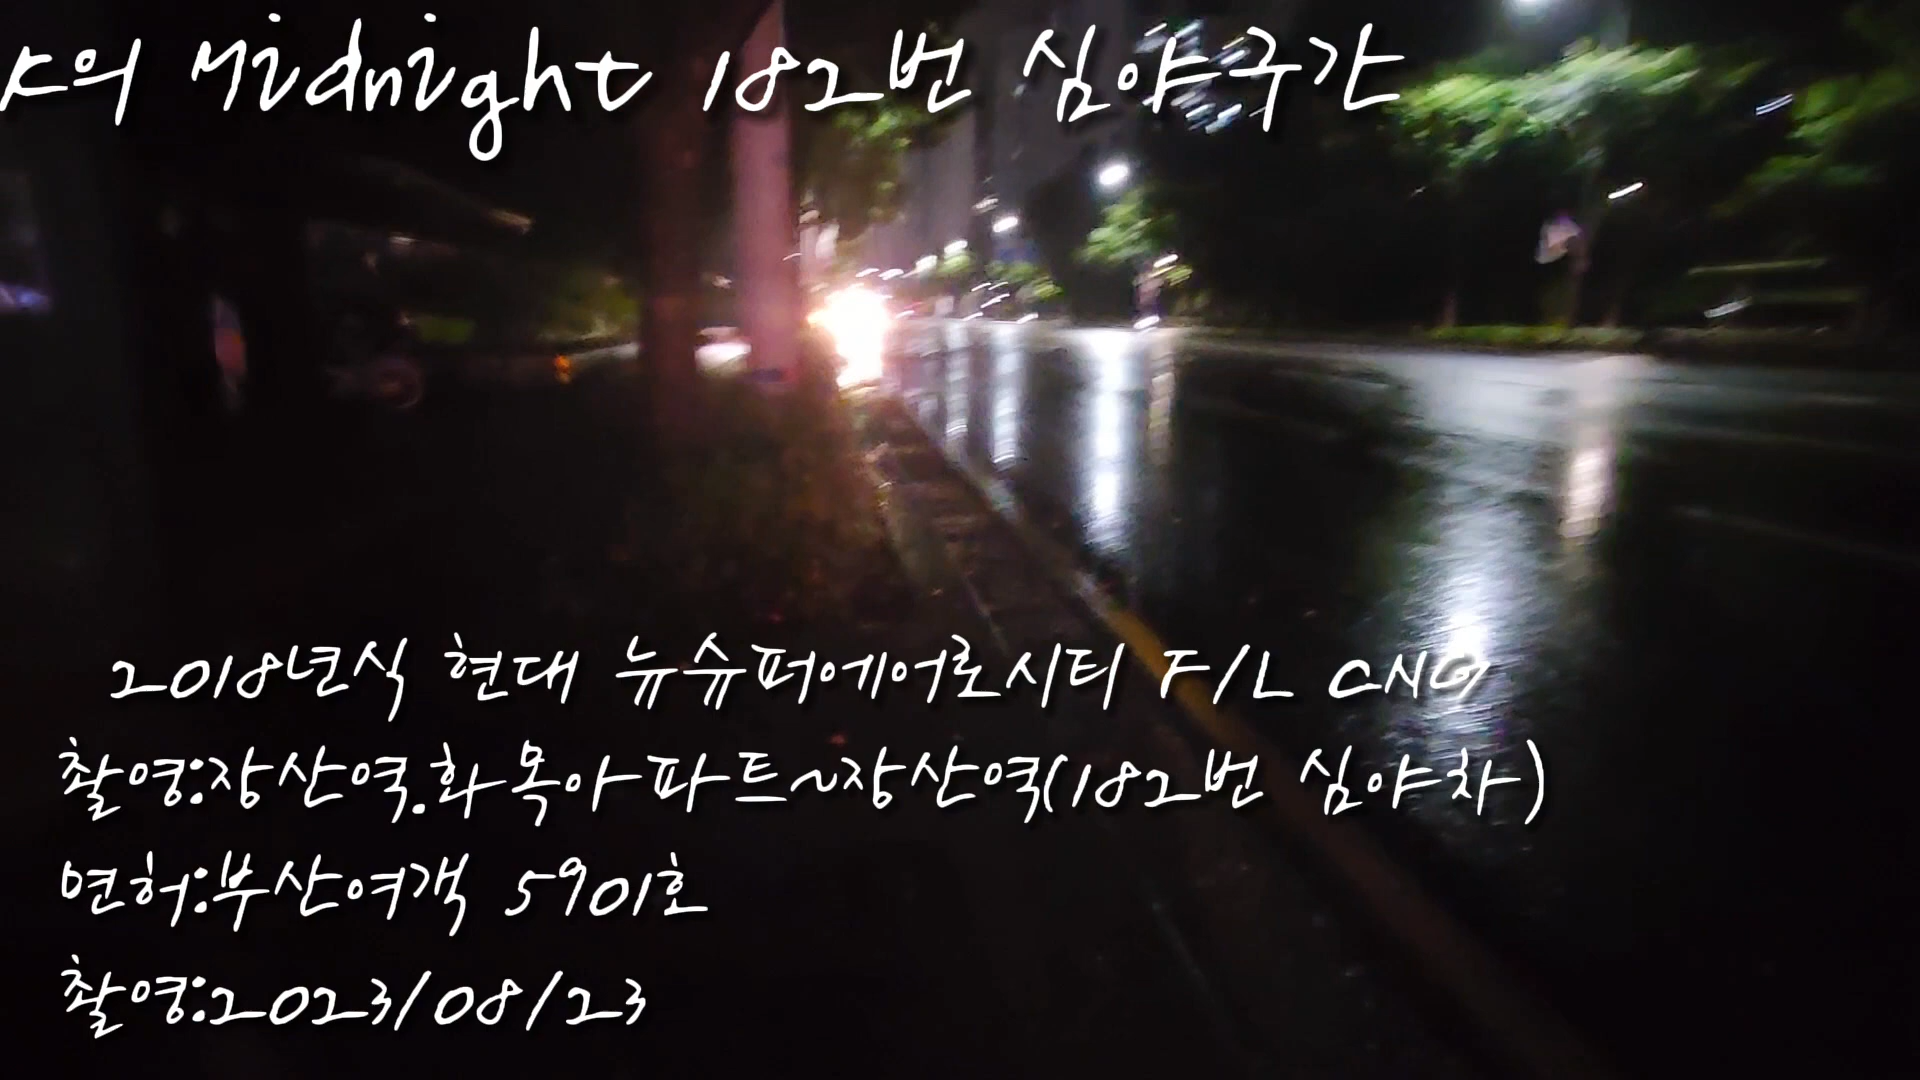 K의 Midnight 182번 심야구간
2018년식 현대 뉴슈퍼에어로시티 F/L CNG
촬영:장산역.화목아파트~장산역(182번 심야차)
면허:부산여객 5901호
촬영:2023/08/23